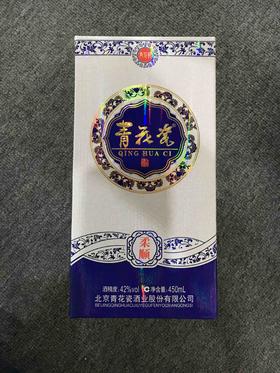 青花瓷
QING HUA CI
柔顺
酒精度:42%vol 净含量:450mL
北京青花瓷酒业股份有限公司
BEIJINGQINGHUACIJIUYEGUFENYOUXIANGONGSI